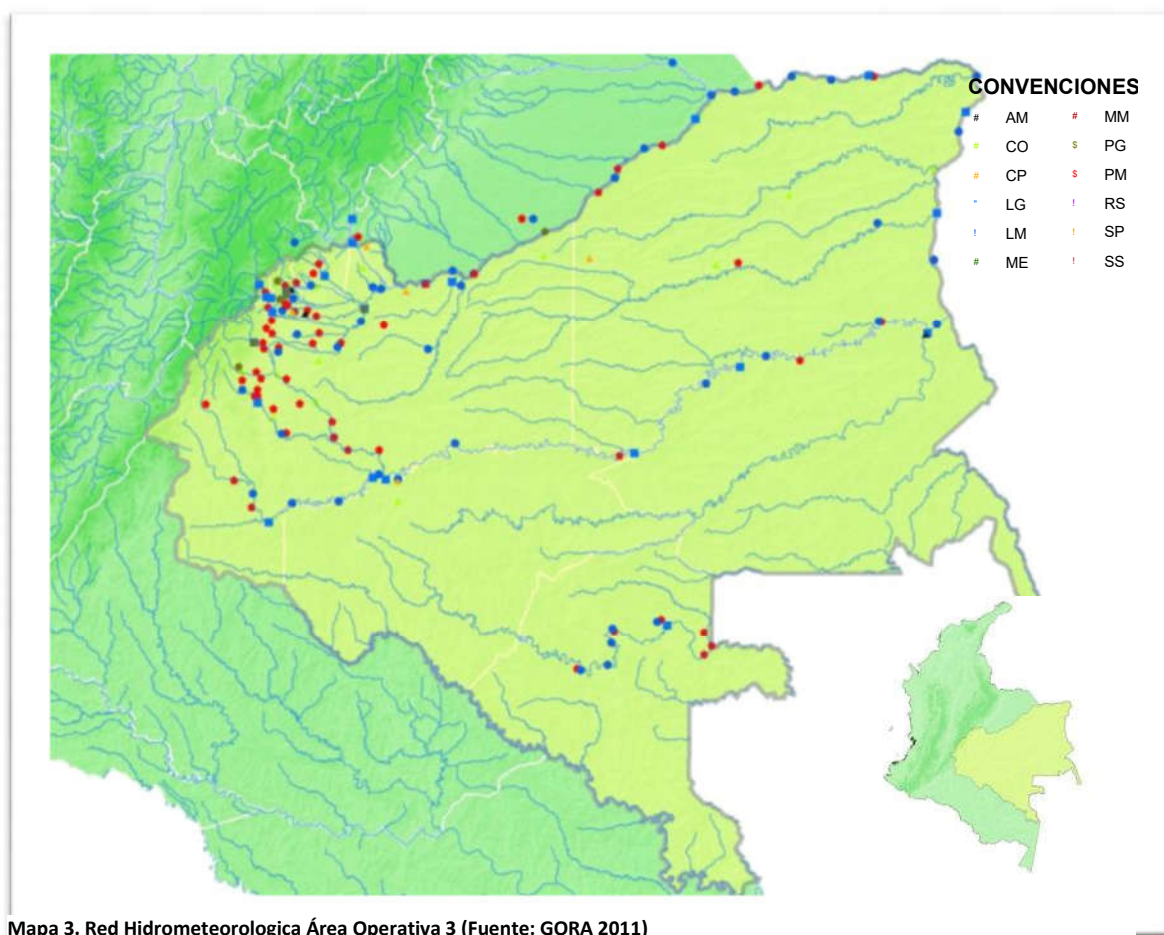 CONVENCIONES
# AM # MM
# CO $ PG
# CP $ PM
" LG ! RS
! LM ! SP
# ME ! SS
Mapa 3. Red Hidrometeorologica Área Operativa 3 (Fuente: GORA 2011)